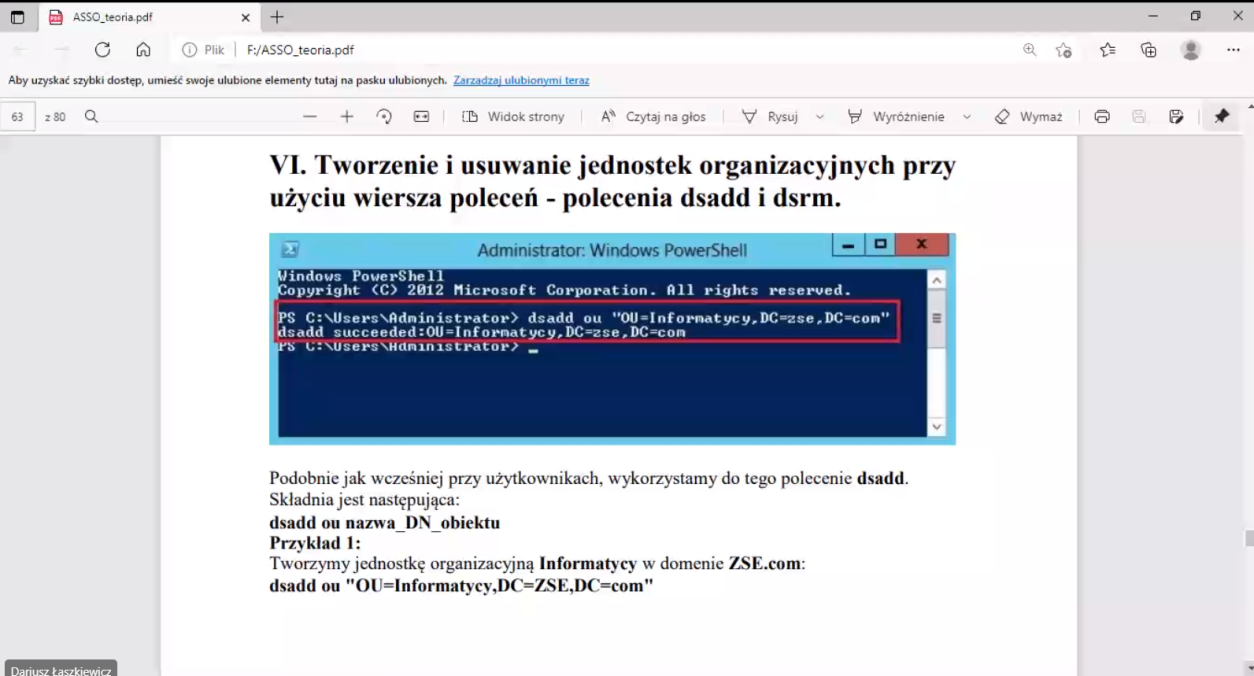 ASSO_teoria.pdf
Plik F:/ASSO_teoria.pdf
Aby uzyskać szybki dostęp, umieść swoje ulubione elementy tutaj na pasku ulubionych. Zarzadzaj ulubionymi teraz
63 z 80 Widok strony Czytaj na głos Rysuj Wyróżnienie Wymaż
VI. Tworzenie i usuwanie jednostek organizacyjnych przy
użyciu wiersza poleceń - polecenia dsadd i dsrm.
Administrator: Windows PowerShell
Windows PowerShell
Copyright (C) 2012 Microsoft Corporation. All rights reserved.
PS C:\Users\Administrator> dsadd ou "OU=Informatycy,DC=zse,DC=com"
dsadd succeeded:OU=Informatycy,DC=zse,DC=com
PS C:\Users\Administrator> _
Podobnie jak wcześniej przy użytkownikach, wykorzystamy do tego polecenie dsadd.
Składnia jest następująca:
dsadd ou nazwa_DN_obiektu
Przykład 1:
Tworzymy jednostkę organizacyjną Informatycy w domenie ZSE.com:
dsadd ou "OU=Informatycy,DC=ZSE,DC=com"
Dariusz Łaszkiewicz